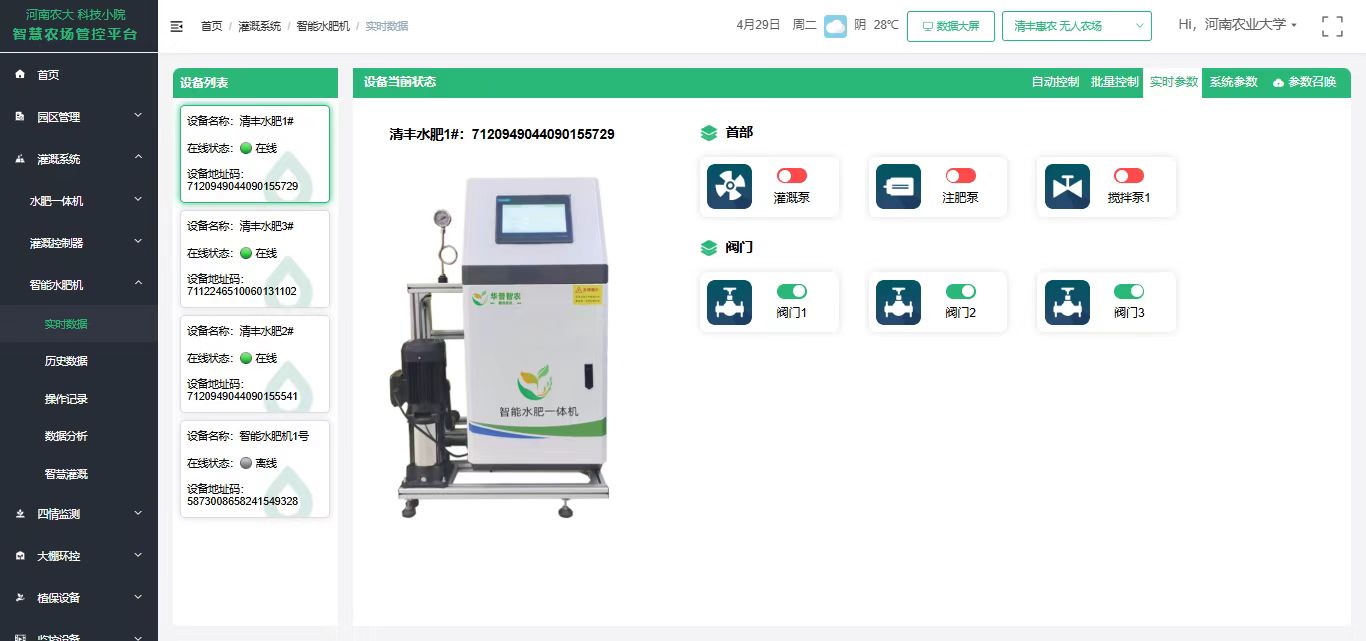 河南农大 科技小院
智慧农场管控平台
首页 / 灌溉系统 / 智能水肥机 / 实时数据
4月29日 周二 阴 28℃
数据大屏
清丰惠农 无人农场
Hi，河南农业大学
首页
园区管理
灌溉系统
水肥一体机
灌溉控制器
智能水肥机
实时数据
历史数据
操作记录
数据分析
智慧灌溉
四情监测
大棚环控
植保设备
监控设备
设备列表
设备名称：清丰水肥1#
在线状态：在线
设备地址码：
7120949044090155729
设备名称：清丰水肥3#
在线状态：在线
设备地址码：
7112246510060131102
设备名称：清丰水肥2#
在线状态：在线
设备地址码：
7120949044090155541
设备名称：智能水肥机1号
在线状态：离线
设备地址码：
5873008658241549328
设备当前状态
自动控制 批量控制 实时参数 系统参数 参数召唤
清丰水肥1#：7120949044090155729
华普智农
智能水肥一体机
首部
灌溉泵
注肥泵
搅拌泵1
阀门
阀门1
阀门2
阀门3